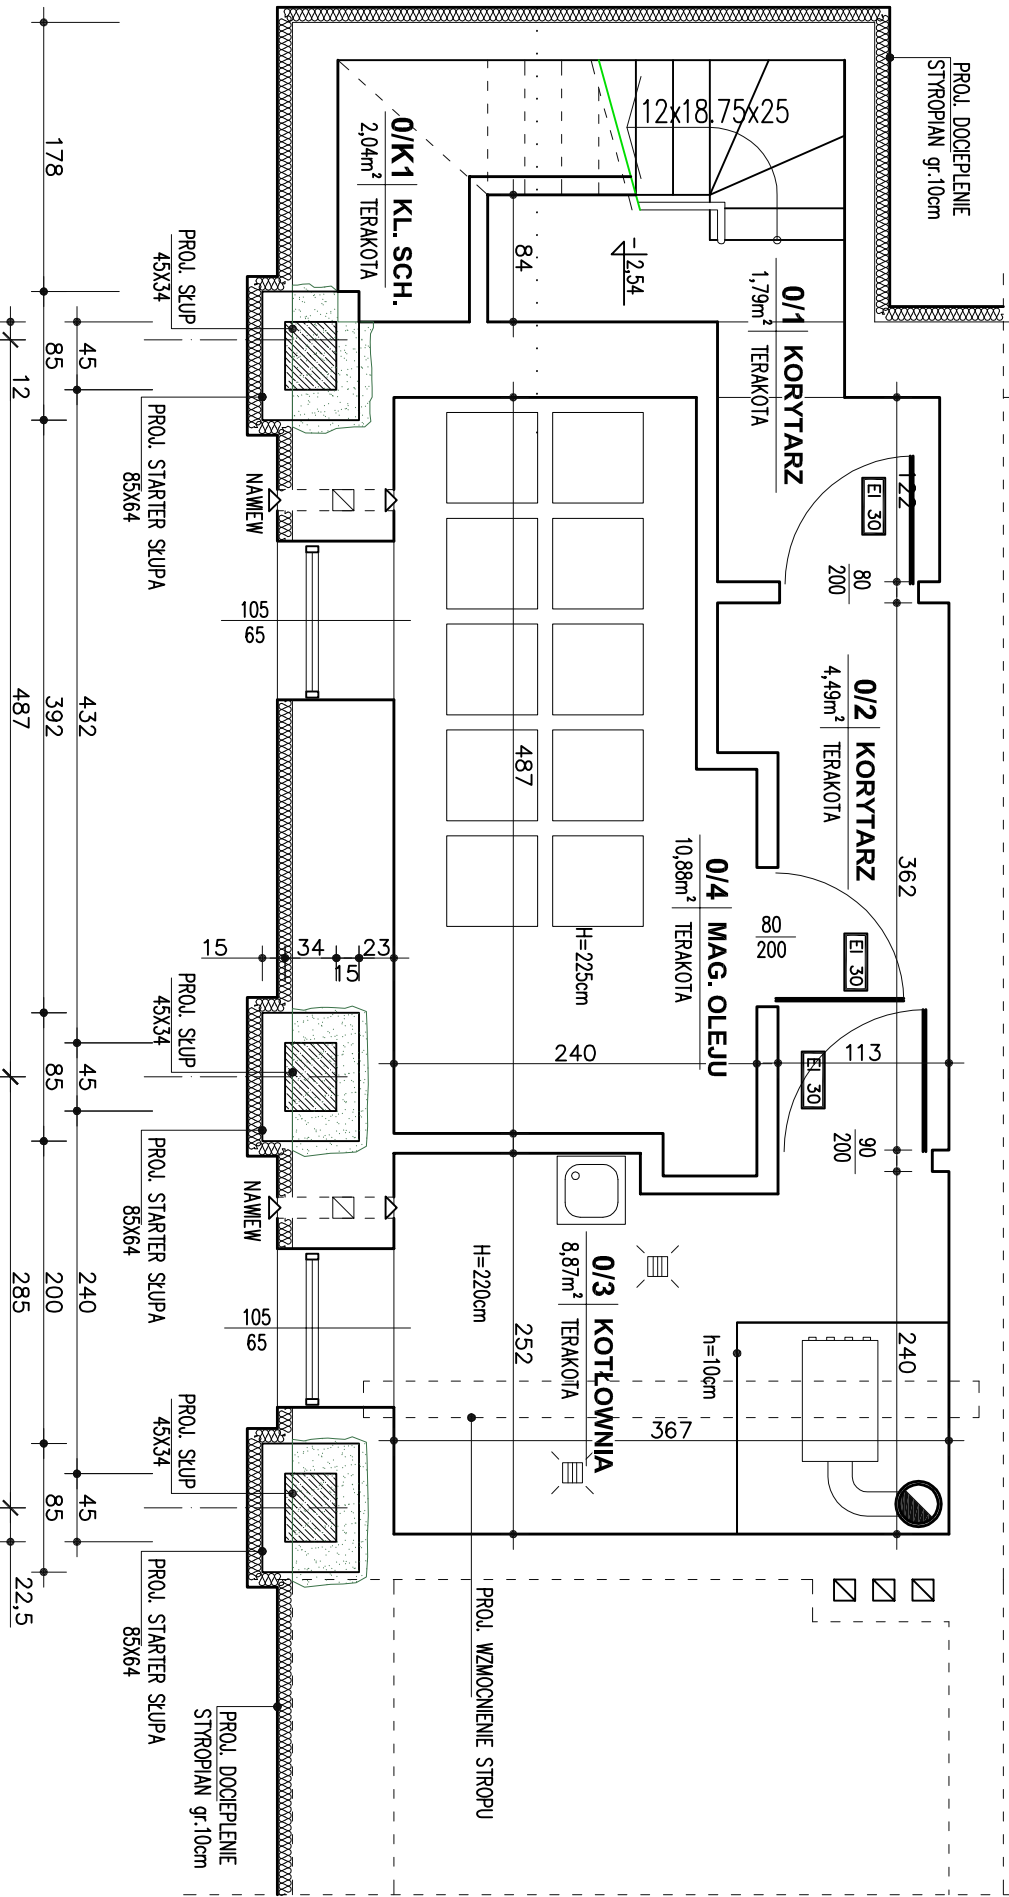 PROJ. DOCIEPLENIE
STYROPIAN gr.10cm
12x18.75x25
0/K1 KL. SCH.
2,04m² TERAKOTA
84
-2,54
0/1 KORYTARZ
1,79m² TERAKOTA
178
PROJ. SŁUP
45X34
45
85
12
PROJ. STARTER SŁUPA
85X64
NAWIEW
122
EI 30
80
200
105
65
0/2 KORYTARZ
4,49m² TERAKOTA
432
392
487
487
362
0/4 MAG. OLEJU
10,88m² TERAKOTA
80
200
EI 30
H=225cm
15
34
15
23
PROJ. SŁUP
45X34
240
113
EI 30
45
85
90
200
PROJ. STARTER SŁUPA
85X64
NAWIEW
0/3 KOTŁOWNIA
8,87m² TERAKOTA
H=220cm
240
200
285
105
65
252
h=10cm
240
367
PROJ. SŁUP
45X34
45
85
22,5
PROJ. STARTER SŁUPA
85X64
PROJ. WZMOCNIENIE STROPU
PROJ. DOCIEPLENIE
STYROPIAN gr.10cm